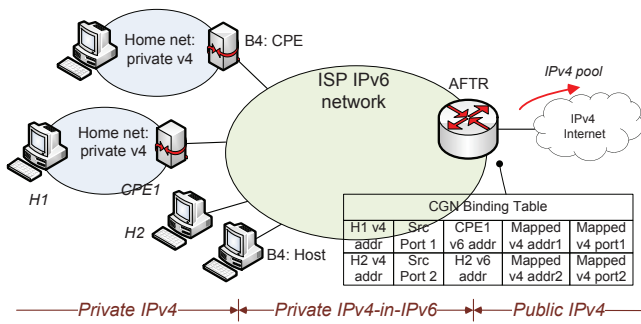 Home net:
private v4
B4: CPE
ISP IPv6
network
AFTR
IPv4 pool
IPv4
Internet
Home net:
private v4
H1
CPE1
H2
B4: Host
CGN Binding Table
H1 v4 addr | Src Port 1 | CPE1 v6 addr | Mapped v4 addr1 | Mapped v4 port1
H2 v4 addr | Src Port 2 | H2 v6 addr | Mapped v4 addr2 | Mapped v4 port2
Private IPv4
Private IPv4-in-IPv6
Public IPv4